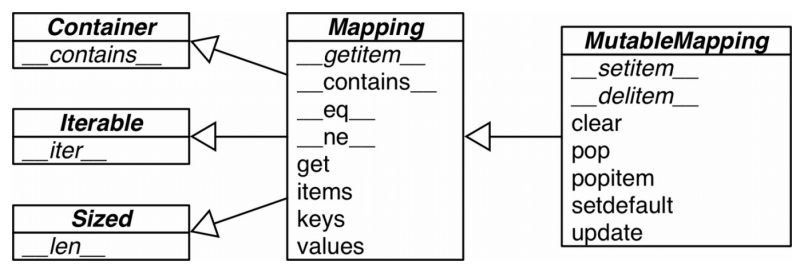 Container
__contains__
Iterable
__iter__
Sized
__len__
Mapping
__getitem__
__contains__
__eq__
__ne__
get
items
keys
values
MutableMapping
__setitem__
__delitem__
clear
pop
popitem
setdefault
update